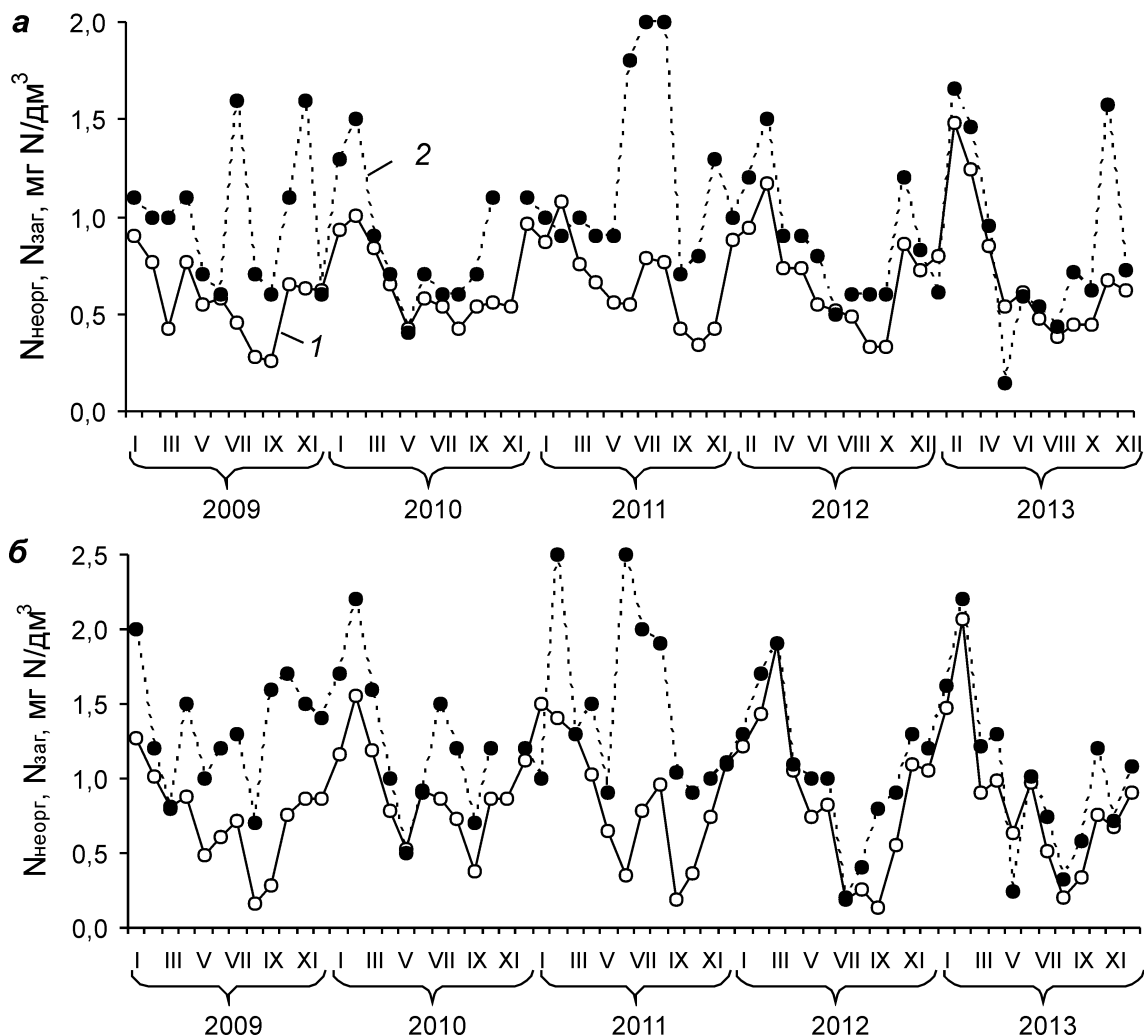 а
Nнеорг, Nзаг, мг N/дм³
2,0
1,5
1,0
0,5
0,0
2
1
I III V VII IX XI I III V VII IX XI I III V VII IX XI II IV VI VIII X XII II IV VI VIII X XII
2009 2010 2011 2012 2013
б
Nнеорг, Nзаг, мг N/дм³
2,5
2,0
1,5
1,0
0,5
0,0
I III V VII IX XI I III V VII IX XI I III V VII IX XI I III V VII IX XI I III V VII IX XI
2009 2010 2011 2012 2013